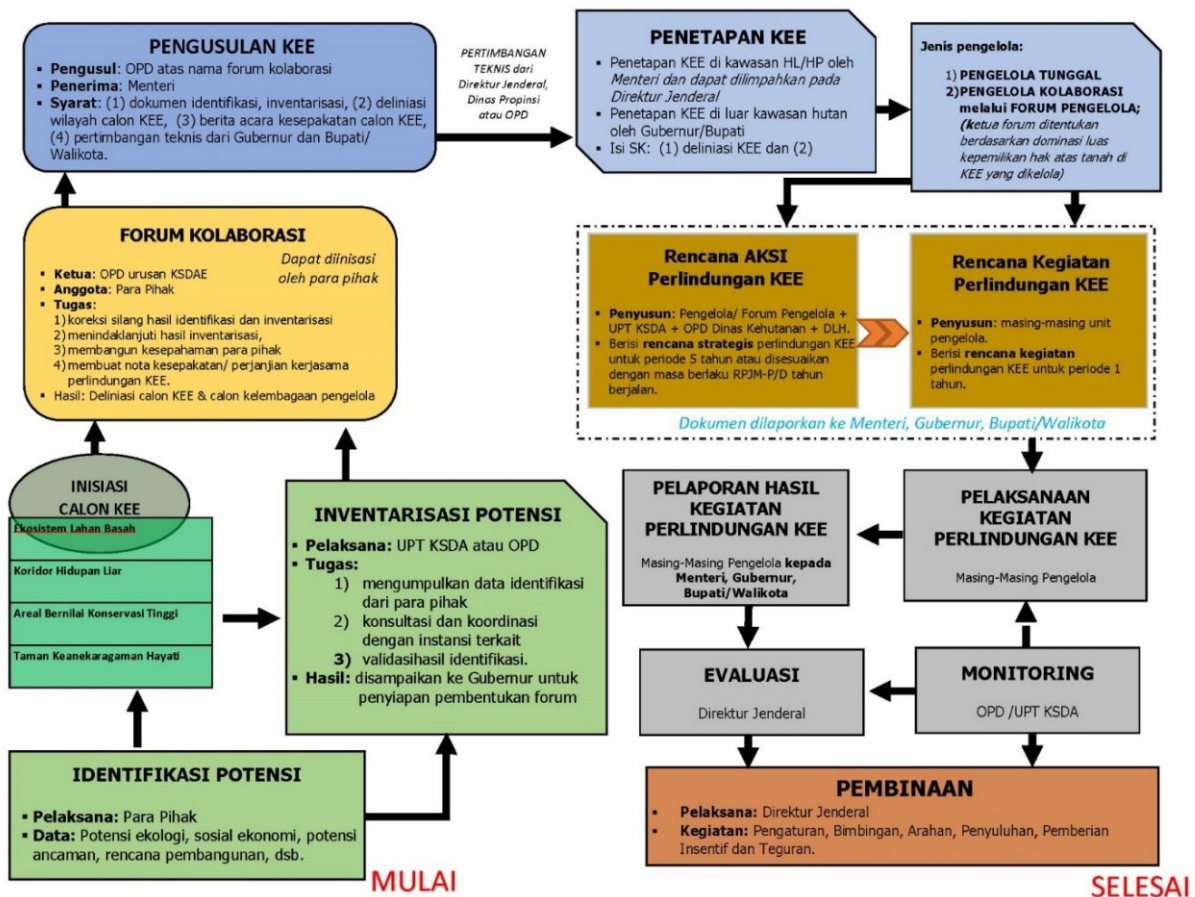 PENGUSULAN KEE
▪ Pengusul: OPD atas nama forum kolaborasi
▪ Penerima: Menteri
▪ Syarat: (1) dokumen identifikasi, inventarisasi, (2) deliniasi
wilayah calon KEE, (3) berita acara kesepakatan calon KEE,
(4) pertimbangan teknis dari Gubernur dan Bupati/
Walikota.
PERTIMBANGAN
TEKNIS dari
Direktur Jenderal,
Dinas Propinsi
atau OPD
PENETAPAN KEE
▪ Penetapan KEE di kawasan HL/HP oleh
Menteri dan dapat dilimpahkan pada
Direktur Jenderal
▪ Penetapan KEE di luar kawasan hutan
oleh Gubernur/Bupati
▪ Isi SK: (1) deliniasi KEE dan (2)
Jenis pengelola:
1) PENGELOLA TUNGGAL
2) PENGELOLA KOLABORASI
melalui FORUM PENGELOLA;
(ketua forum ditentukan
berdasarkan dominasi luas
kepemilikan hak atas tanah di
KEE yang dikelola)
FORUM KOLABORASI
Dapat diinisasi
oleh para pihak
▪ Ketua: OPD urusan KSDAE
▪ Anggota: Para Pihak
▪ Tugas:
1) koreksi silang hasil identifikasi dan inventarisasi
2) menindaklanjuti hasil inventarisasi,
3) membangun kesepahaman para pihak
4) membuat nota kesepakatan/ perjanjian kerjasama
perlindungan KEE.
▪ Hasil: Deliniasi calon KEE & calon kelembagaan pengelola
Rencana AKSI
Perlindungan KEE
▪ Penyusun: Pengelola/ Forum Pengelola +
UPT KSDA + OPD Dinas Kehutanan + DLH.
▪ Berisi rencana strategis perlindungan KEE
untuk periode 5 tahun atau disesuaikan
dengan masa berlaku RPJM-P/D tahun
berjalan.
Rencana Kegiatan
Perlindungan KEE
▪ Penyusun: masing-masing unit
pengelola.
▪ Berisi rencana kegiatan
perlindungan KEE untuk periode 1
tahun.
Dokumen dilaporkan ke Menteri, Gubernur, Bupati/Walikota
INISIASI
CALON KEE
Ekosistem Lahan Basah
Koridor Hidupan Liar
Areal Bernilai Konservasi Tinggi
Taman Keanekaragaman Hayati
INVENTARISASI POTENSI
▪ Pelaksana: UPT KSDA atau OPD
▪ Tugas:
1) mengumpulkan data identifikasi
dari para pihak
2) konsultasi dan koordinasi
dengan instansi terkait
3) validasihasil identifikasi.
▪ Hasil: disampaikan ke Gubernur untuk
penyiapan pembentukan forum
PELAPORAN HASIL
KEGIATAN
PERLINDUNGAN KEE
Masing-Masing Pengelola kepada
Menteri, Gubernur,
Bupati/Walikota
PELAKSANAAN
KEGIATAN
PERLINDUNGAN KEE
Masing-Masing Pengelola
EVALUASI
Direktur Jenderal
MONITORING
OPD /UPT KSDA
IDENTIFIKASI POTENSI
▪ Pelaksana: Para Pihak
▪ Data: Potensi ekologi, sosial ekonomi, potensi
ancaman, rencana pembangunan, dsb.
MULAI
PEMBINAAN
▪ Pelaksana: Direktur Jenderal
▪ Kegiatan: Pengaturan, Bimbingan, Arahan, Penyuluhan, Pemberian
Insentif dan Teguran.
SELESAI